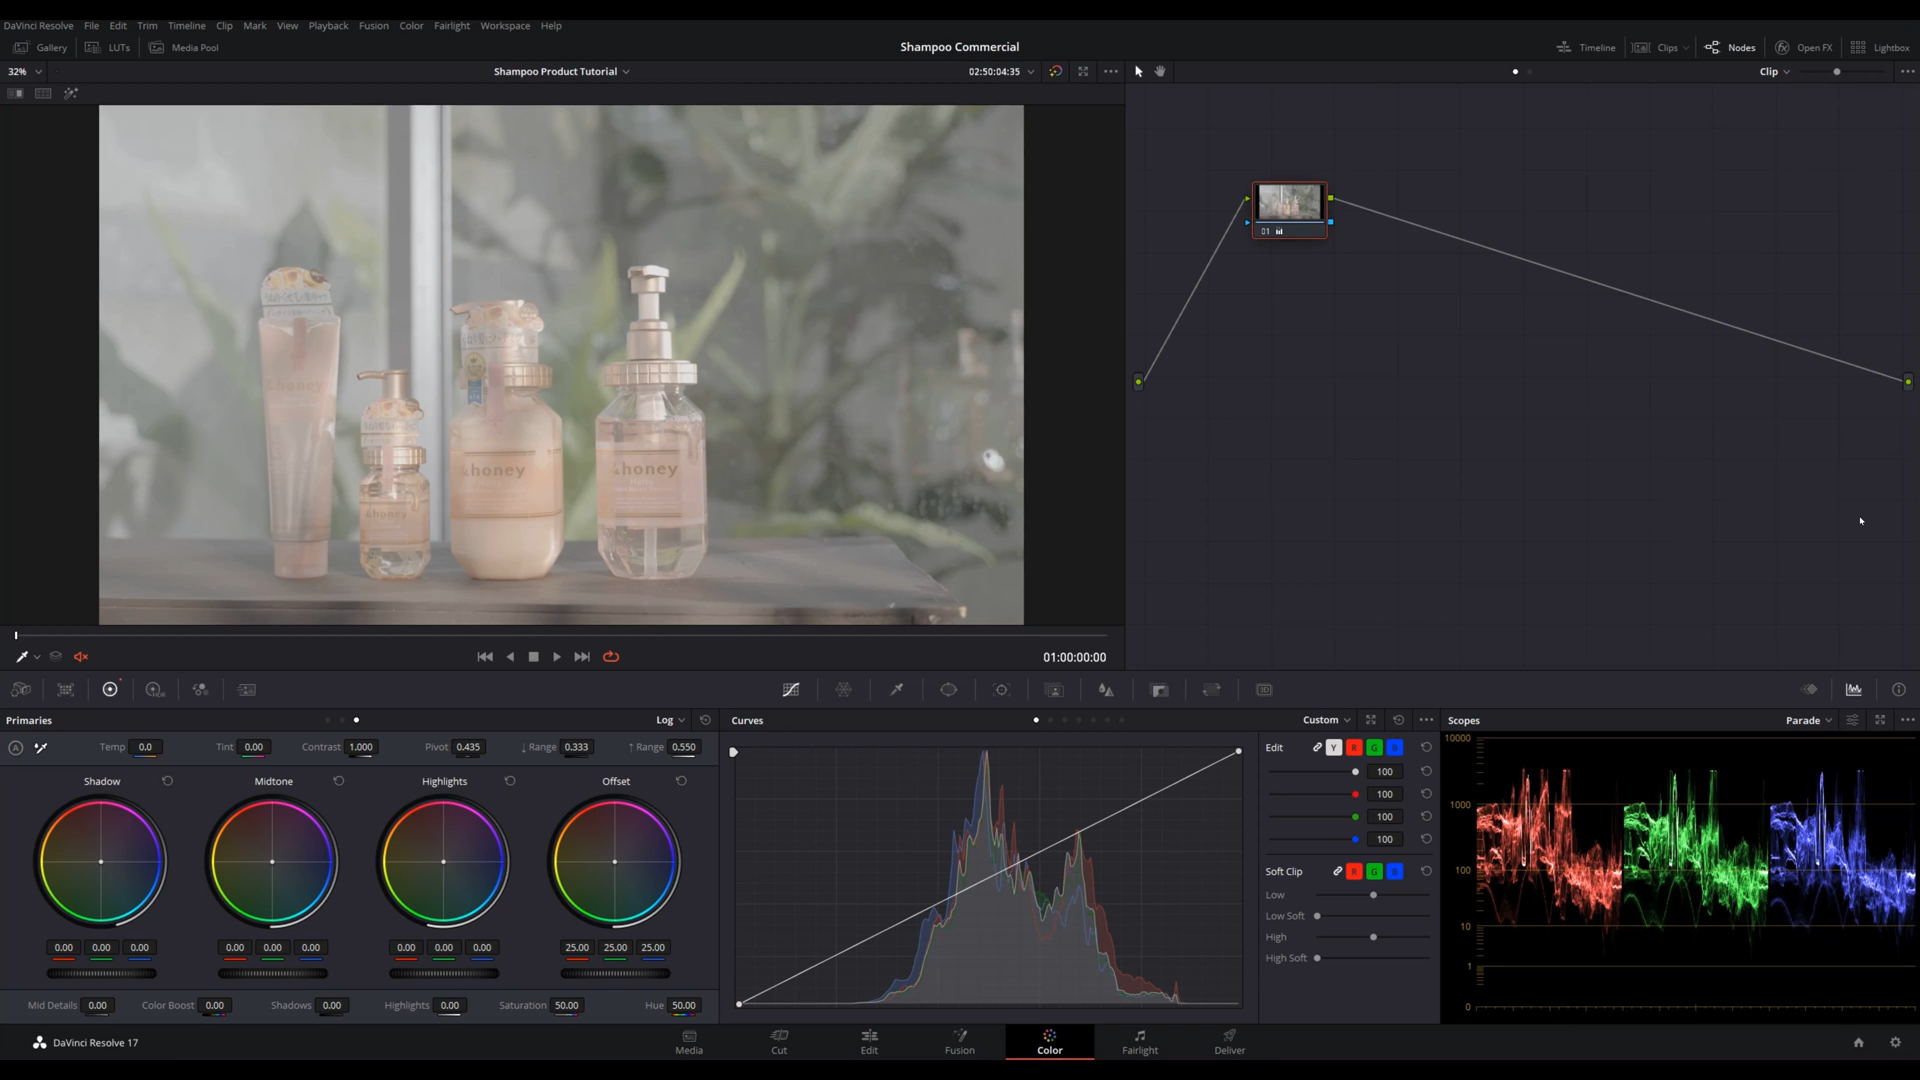 DaVinci Resolve File Edit Trim Timeline Clip Mark View Playback Fusion Color Fairlight Workspace Help
Gallery LUTs Media Pool Shampoo Commercial Timeline Clips Nodes Open FX Lightbox
32% Shampoo Product Tutorial 02:50:04:35 Clip
&honey
&honey
&honey
&honey
01
01:00:00:00
Primaries Log Curves Custom Scopes Parade
Temp 0.0 Tint 0.00 Contrast 1.000 Pivot 0.435 ↓ Range 0.333 ↑ Range 0.550
Shadow Midtone Highlights Offset
0.00 0.00 0.00 0.00 0.00 0.00 0.00 0.00 0.00 25.00 25.00 25.00
Mid Details 0.00 Color Boost 0.00 Shadows 0.00 Highlights 0.00 Saturation 50.00 Hue 50.00
Edit Y R G B
100
100
100
100
Soft Clip R G B
Low
Low Soft
High
High Soft
10000
1000
100
10
1
0
DaVinci Resolve 17 Media Cut Edit Fusion Color Fairlight Deliver